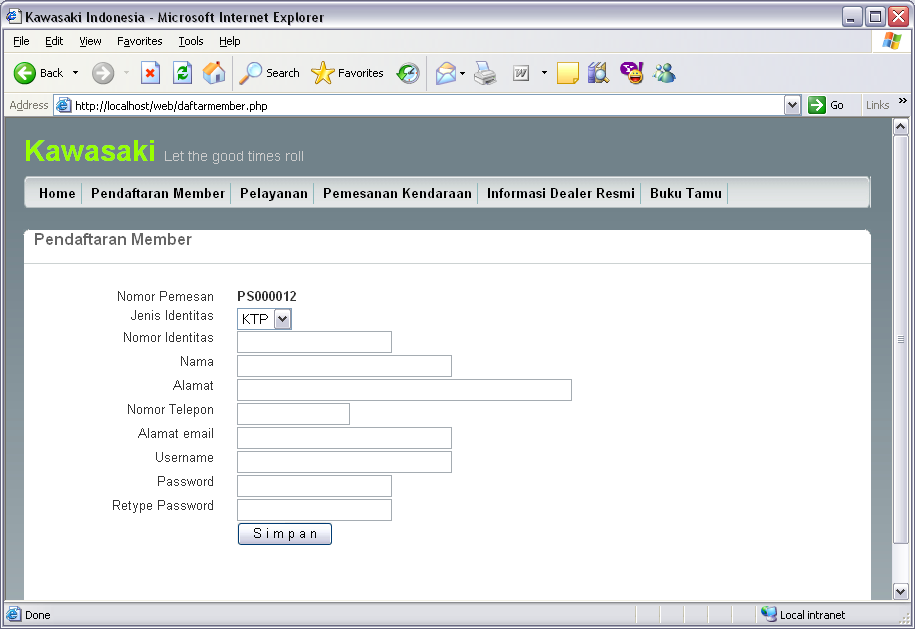 Kawasaki Indonesia - Microsoft Internet Explorer
File Edit View Favorites Tools Help
Back Search Favorites W
Address http://localhost/web/daftarmember.php Go Links »
Kawasaki Let the good times roll
Home Pendaftaran Member Pelayanan Pemesanan Kendaraan Informasi Dealer Resmi Buku Tamu
Pendaftaran Member
Nomor Pemesan PS000012
Jenis Identitas KTP
Nomor Identitas
Nama
Alamat
Nomor Telepon
Alamat email
Username
Password
Retype Password
S i m p a n
Done Local intranet